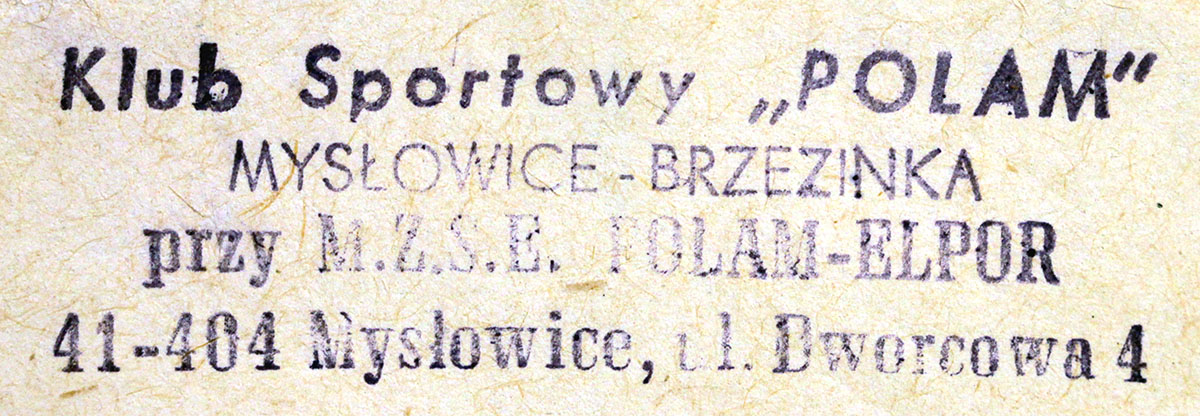 Klub Sportowy „POLAM“
MYSŁOWICE-BRZEZINKA
przy M.Z.S.E. POLAM-ELPOR
41-404 Mysłowice, ul. Dworcowa 4